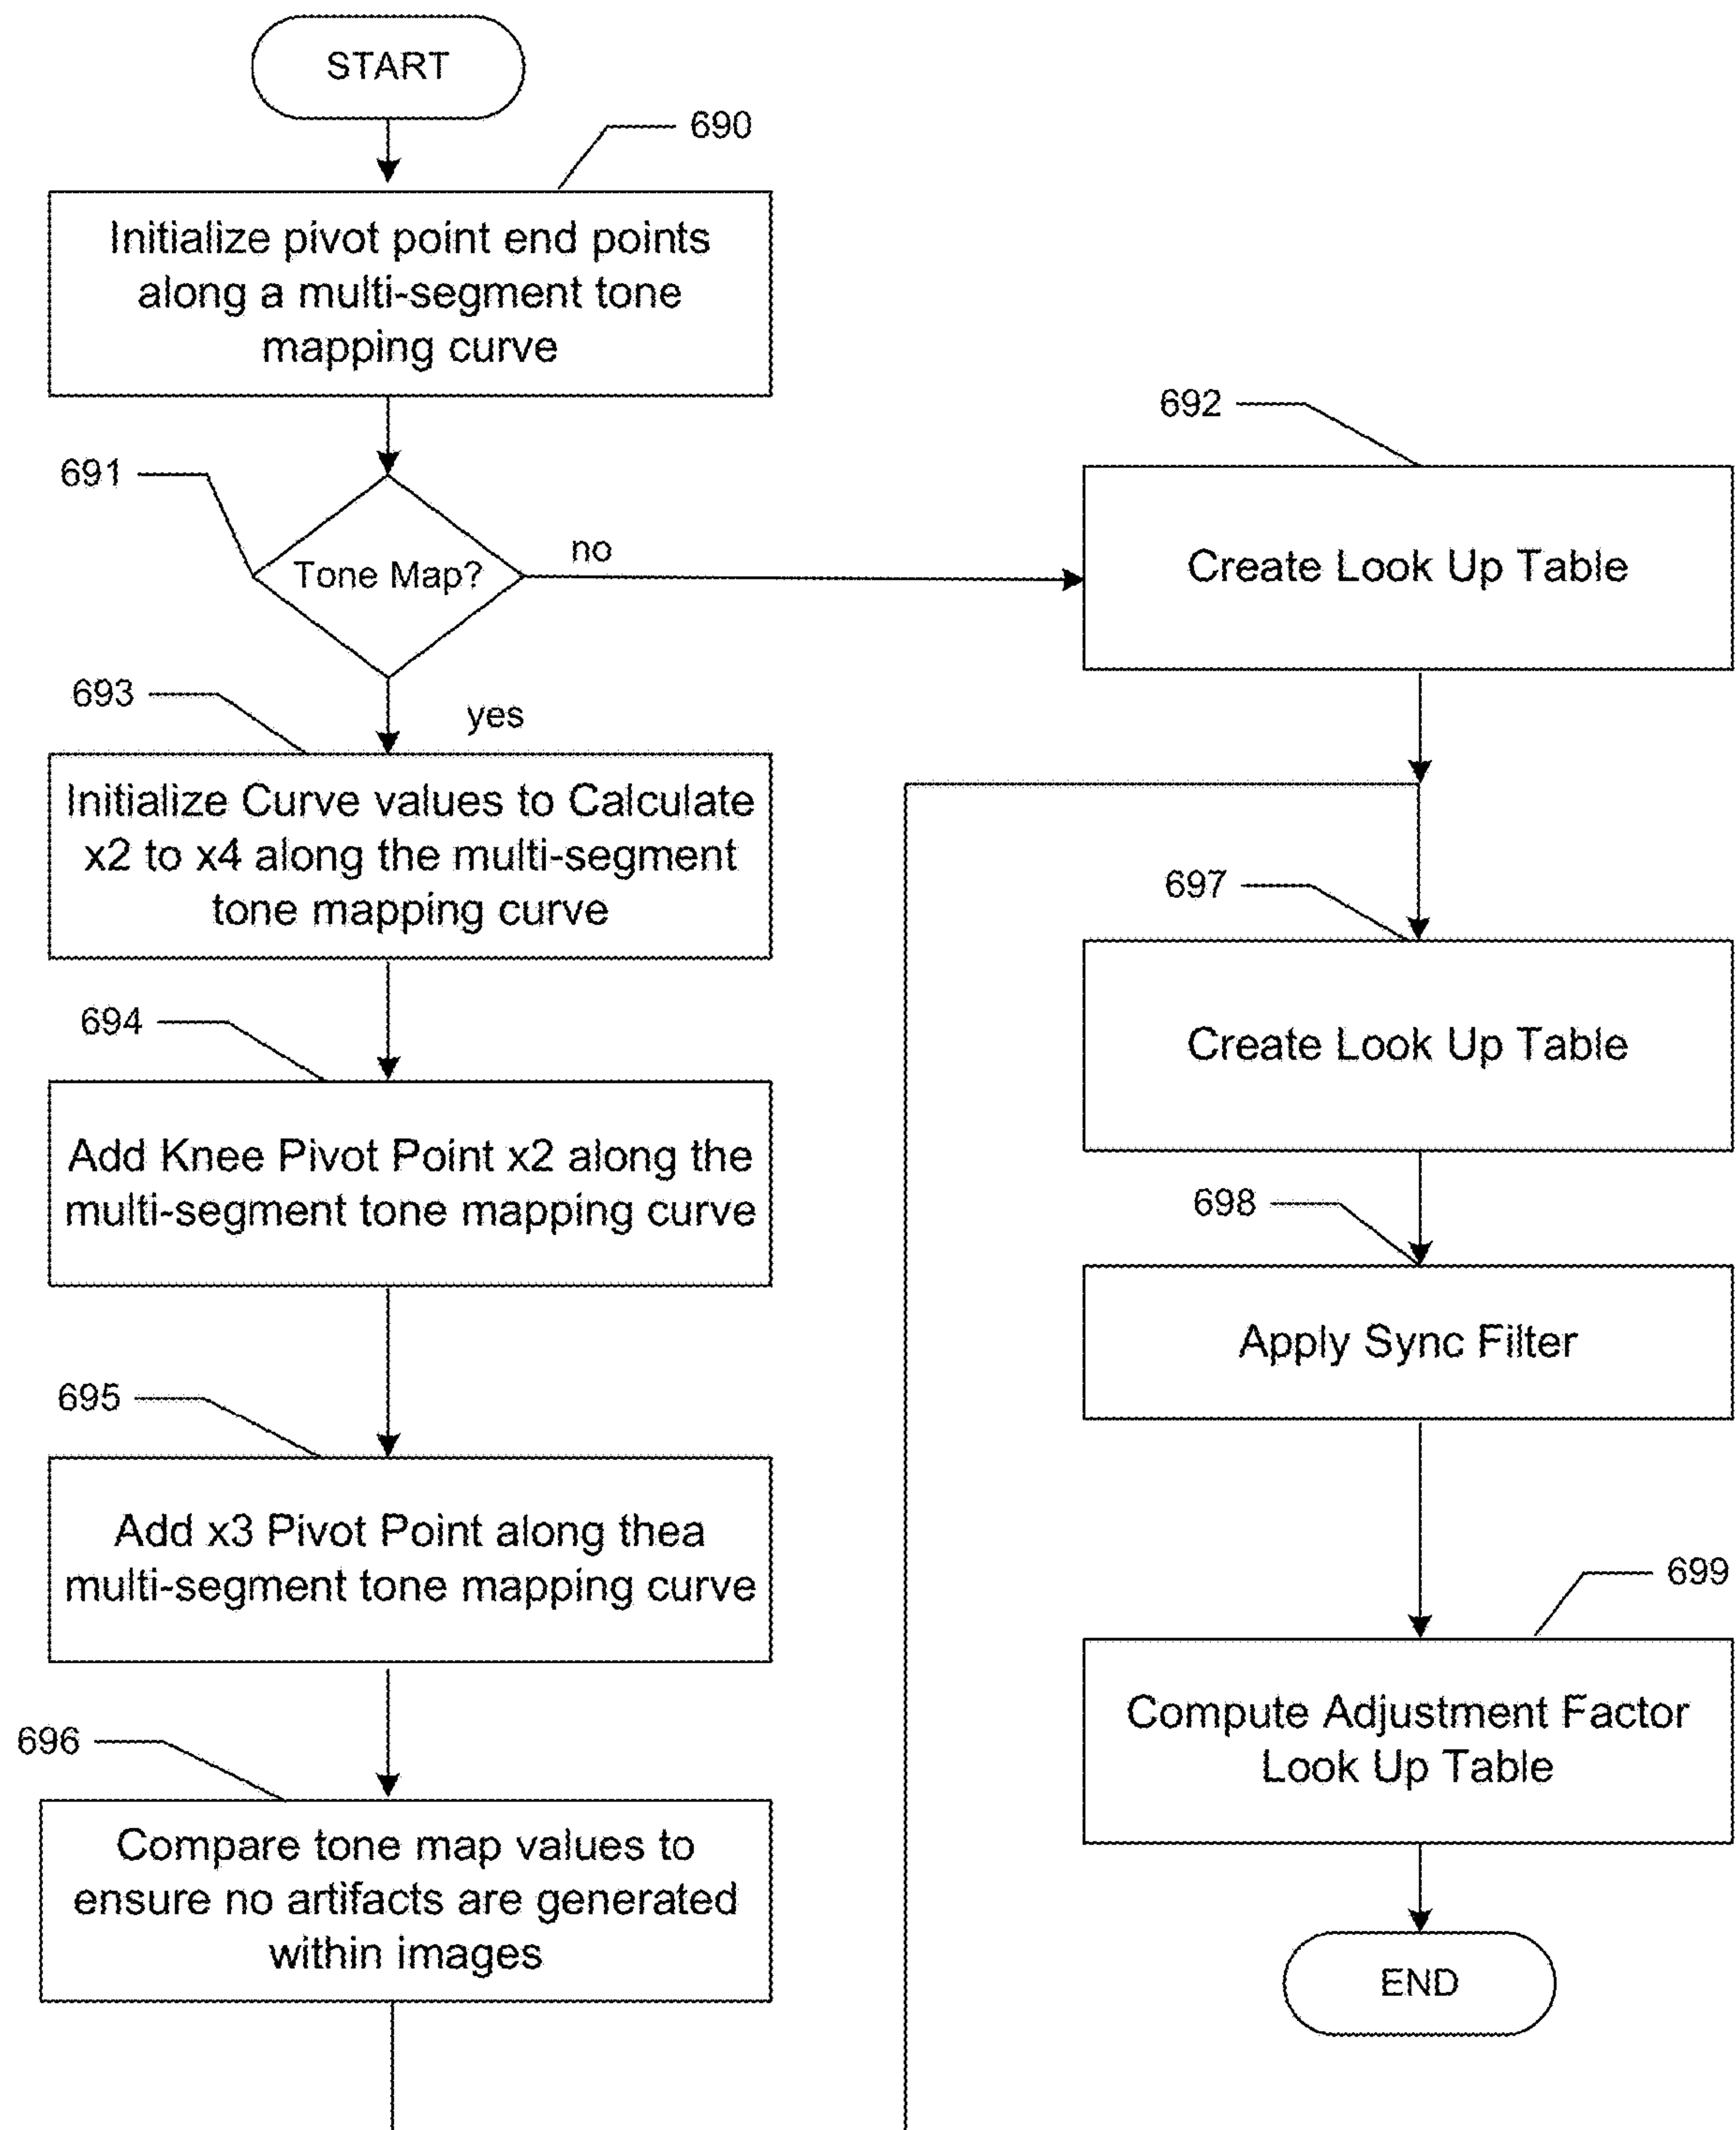 START
690
Initialize pivot point end points
along a multi-segment tone
mapping curve
691
Tone Map?
no
yes
692
Create Look Up Table
693
Initialize Curve values to Calculate
x2 to x4 along the multi-segment
tone mapping curve
694
Add Knee Pivot Point x2 along the
multi-segment tone mapping curve
695
Add x3 Pivot Point along thea
multi-segment tone mapping curve
696
Compare tone map values to
ensure no artifacts are generated
within images
697
Create Look Up Table
698
Apply Sync Filter
699
Compute Adjustment Factor
Look Up Table
END